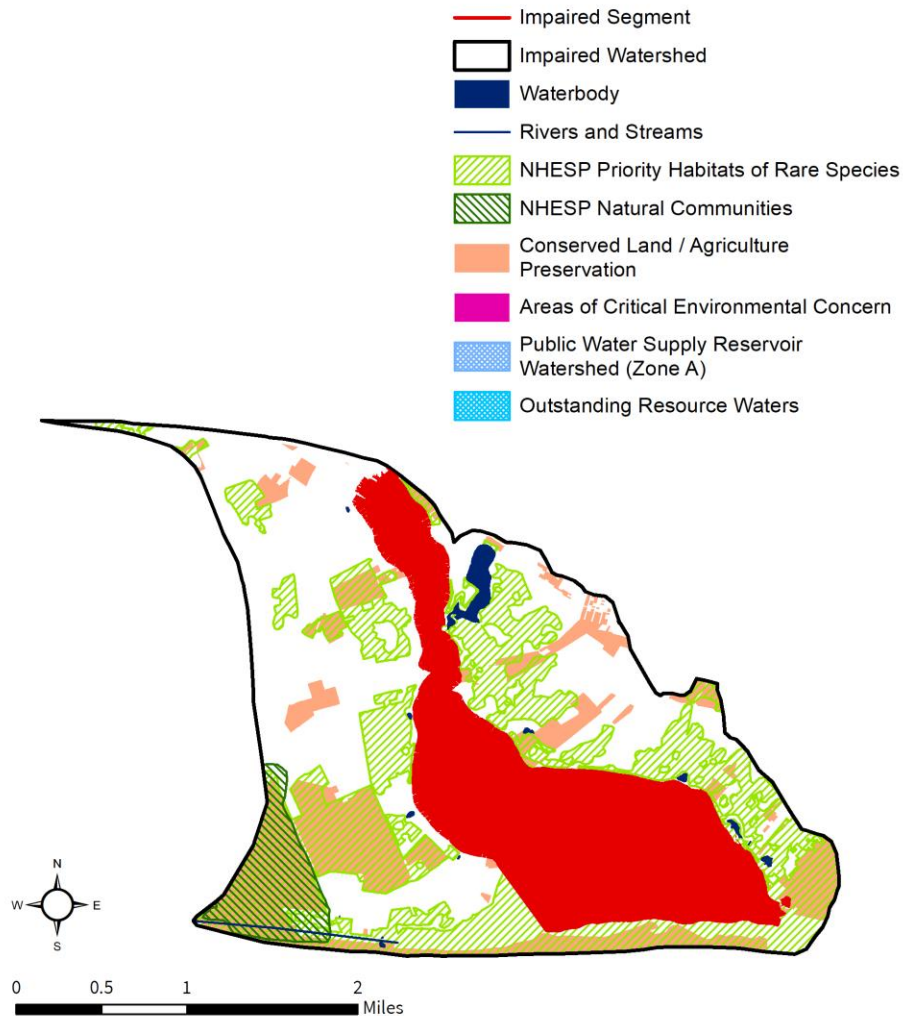 Impaired Segment
Impaired Watershed
Waterbody
Rivers and Streams
NHESP Priority Habitats of Rare Species
NHESP Natural Communities
Conserved Land / Agriculture
Preservation
Areas of Critical Environmental Concern
Public Water Supply Reservoir
Watershed (Zone A)
Outstanding Resource Waters
N
W E
S
0 0.5 1 2
Miles